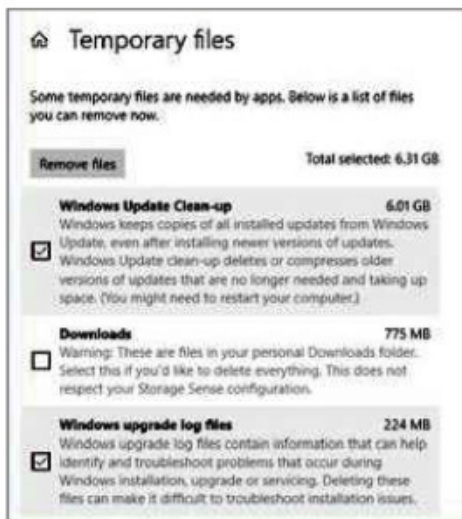 Temporary files
Some temporary files are needed by apps. Below is a list of files
you can remove now.
Remove files
Total selected: 6.31 GB
Windows Update Clean-up 6.01 GB
Windows keeps copies of all installed updates from Windows
Update, even after installing newer versions of updates.
Windows Update clean-up deletes or compresses older
versions of updates that are no longer needed and taking up
space. (You might need to restart your computer.)
Downloads 775 MB
Warning: These are files in your personal Downloads folder.
Select this if you'd like to delete everything. This does not
respect your Storage Sense configuration.
Windows upgrade log files 224 MB
Windows upgrade log files contain information that can help
identify and troubleshoot problems that occur during
Windows installation, upgrade or servicing. Deleting these
files can make it difficult to troubleshoot installation issues.